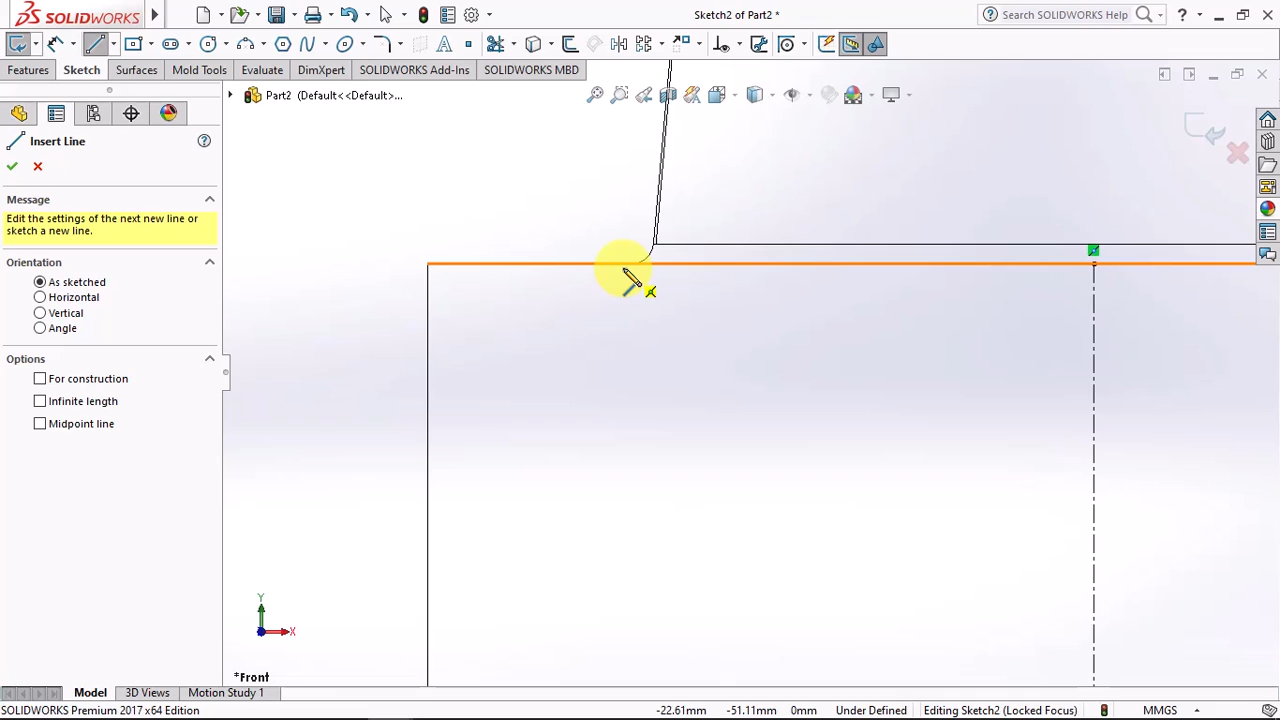 SOLIDWORKS
Sketch2 of Part2 *
Search SOLIDWORKS Help
Features
Sketch
Surfaces
Mold Tools
Evaluate
DimXpert
SOLIDWORKS Add-Ins
SOLIDWORKS MBD
Part2 (Default<<Default>...
Insert Line
Message
Edit the settings of the next new line or
sketch a new line.
Orientation
As sketched
Horizontal
Vertical
Angle
Options
For construction
Infinite length
Midpoint line
Y
X
*Front
Model
3D Views
Motion Study 1
SOLIDWORKS Premium 2017 x64 Edition
-22.61mm
-51.11mm
0mm
Under Defined
Editing Sketch2 (Locked Focus)
MMGS